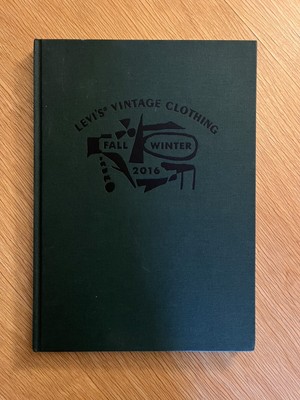 LEVI'S® VINTAGE CLOTHING
FALL WINTER
2016